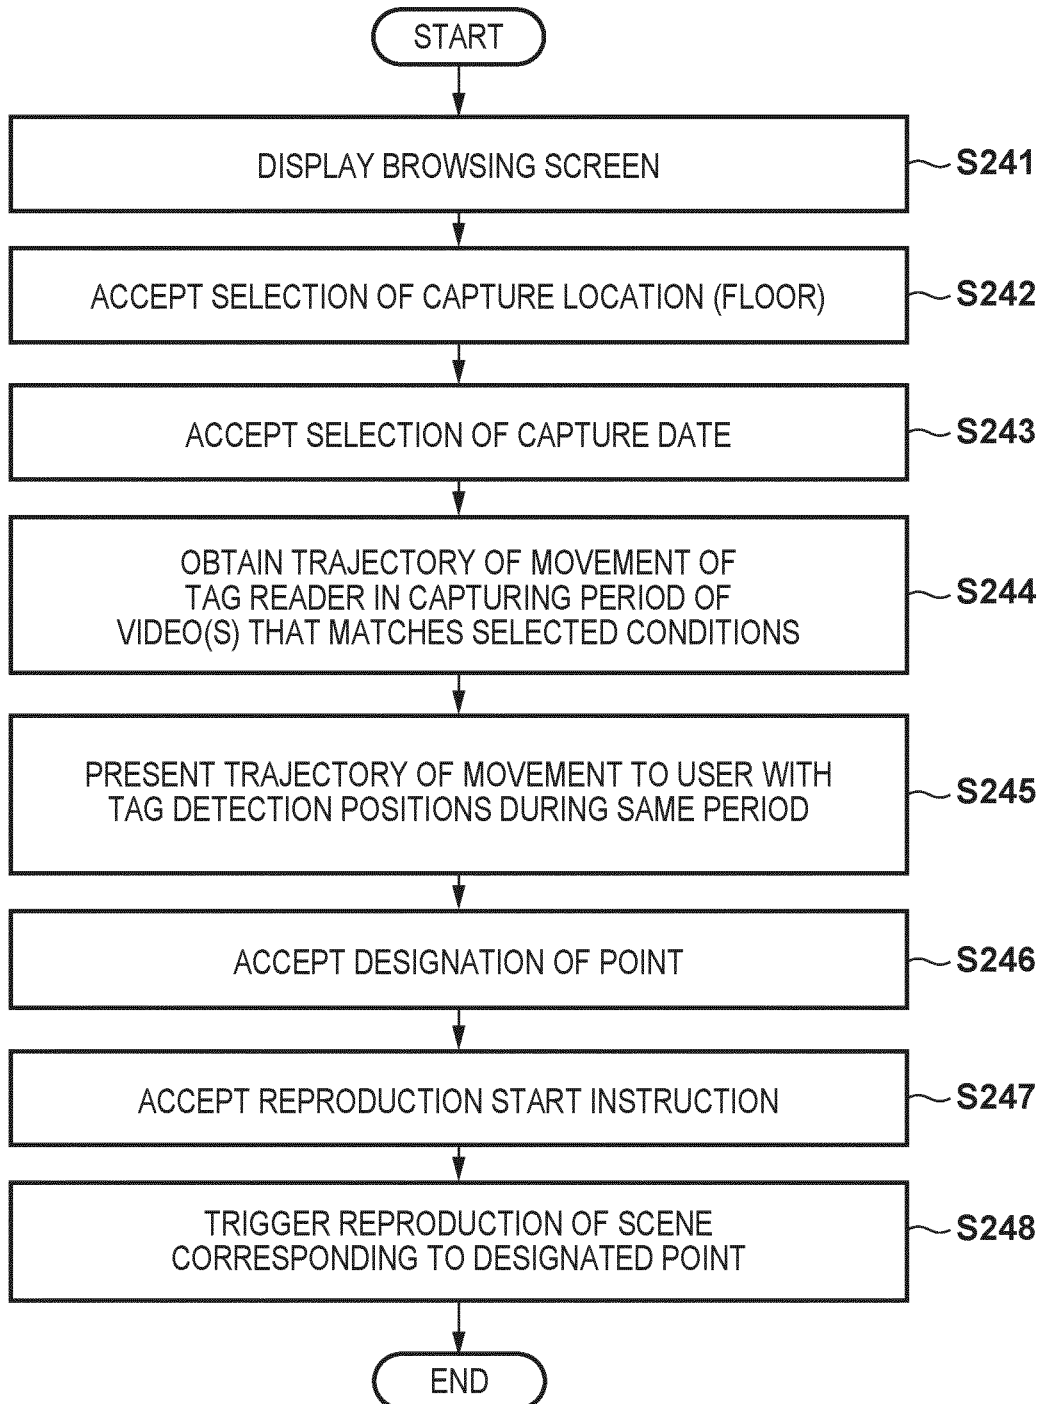 START
DISPLAY BROWSING SCREEN
S241
ACCEPT SELECTION OF CAPTURE LOCATION (FLOOR)
S242
ACCEPT SELECTION OF CAPTURE DATE
S243
OBTAIN TRAJECTORY OF MOVEMENT OF
TAG READER IN CAPTURING PERIOD OF
VIDEO(S) THAT MATCHES SELECTED CONDITIONS
S244
PRESENT TRAJECTORY OF MOVEMENT TO USER WITH
TAG DETECTION POSITIONS DURING SAME PERIOD
S245
ACCEPT DESIGNATION OF POINT
S246
ACCEPT REPRODUCTION START INSTRUCTION
S247
TRIGGER REPRODUCTION OF SCENE
CORRESPONDING TO DESIGNATED POINT
S248
END